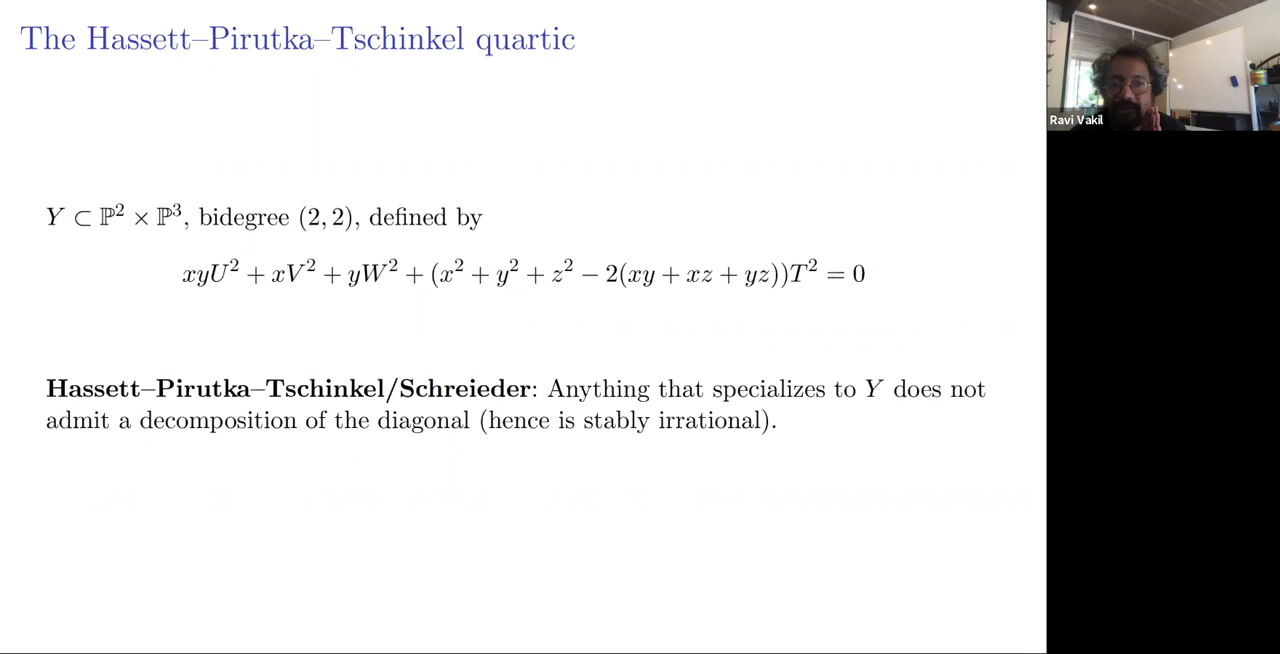 The Hassett–Pirutka–Tschinkel quartic
Ravi Vakil
Y ⊂ ℙ² × ℙ³, bidegree (2, 2), defined by
xyU² + xV² + yW² + (x² + y² + z² − 2(xy + xz + yz))T² = 0
Hassett–Pirutka–Tschinkel/Schreieder: Anything that specializes to Y does not
admit a decomposition of the diagonal (hence is stably irrational).